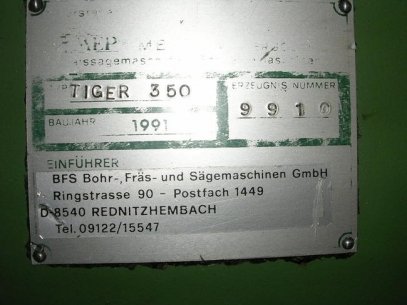 TIGER 350
ERZEUGNIS NUMMER
9910
BAUJAHR 1991
EINFÜHRER
BFS Bohr-, Fräs- und Sägemaschinen GmbH
Ringstrasse 90 - Postfach 1449
D-8540 REDNITZHEMBACH
Tel. 09122/15547